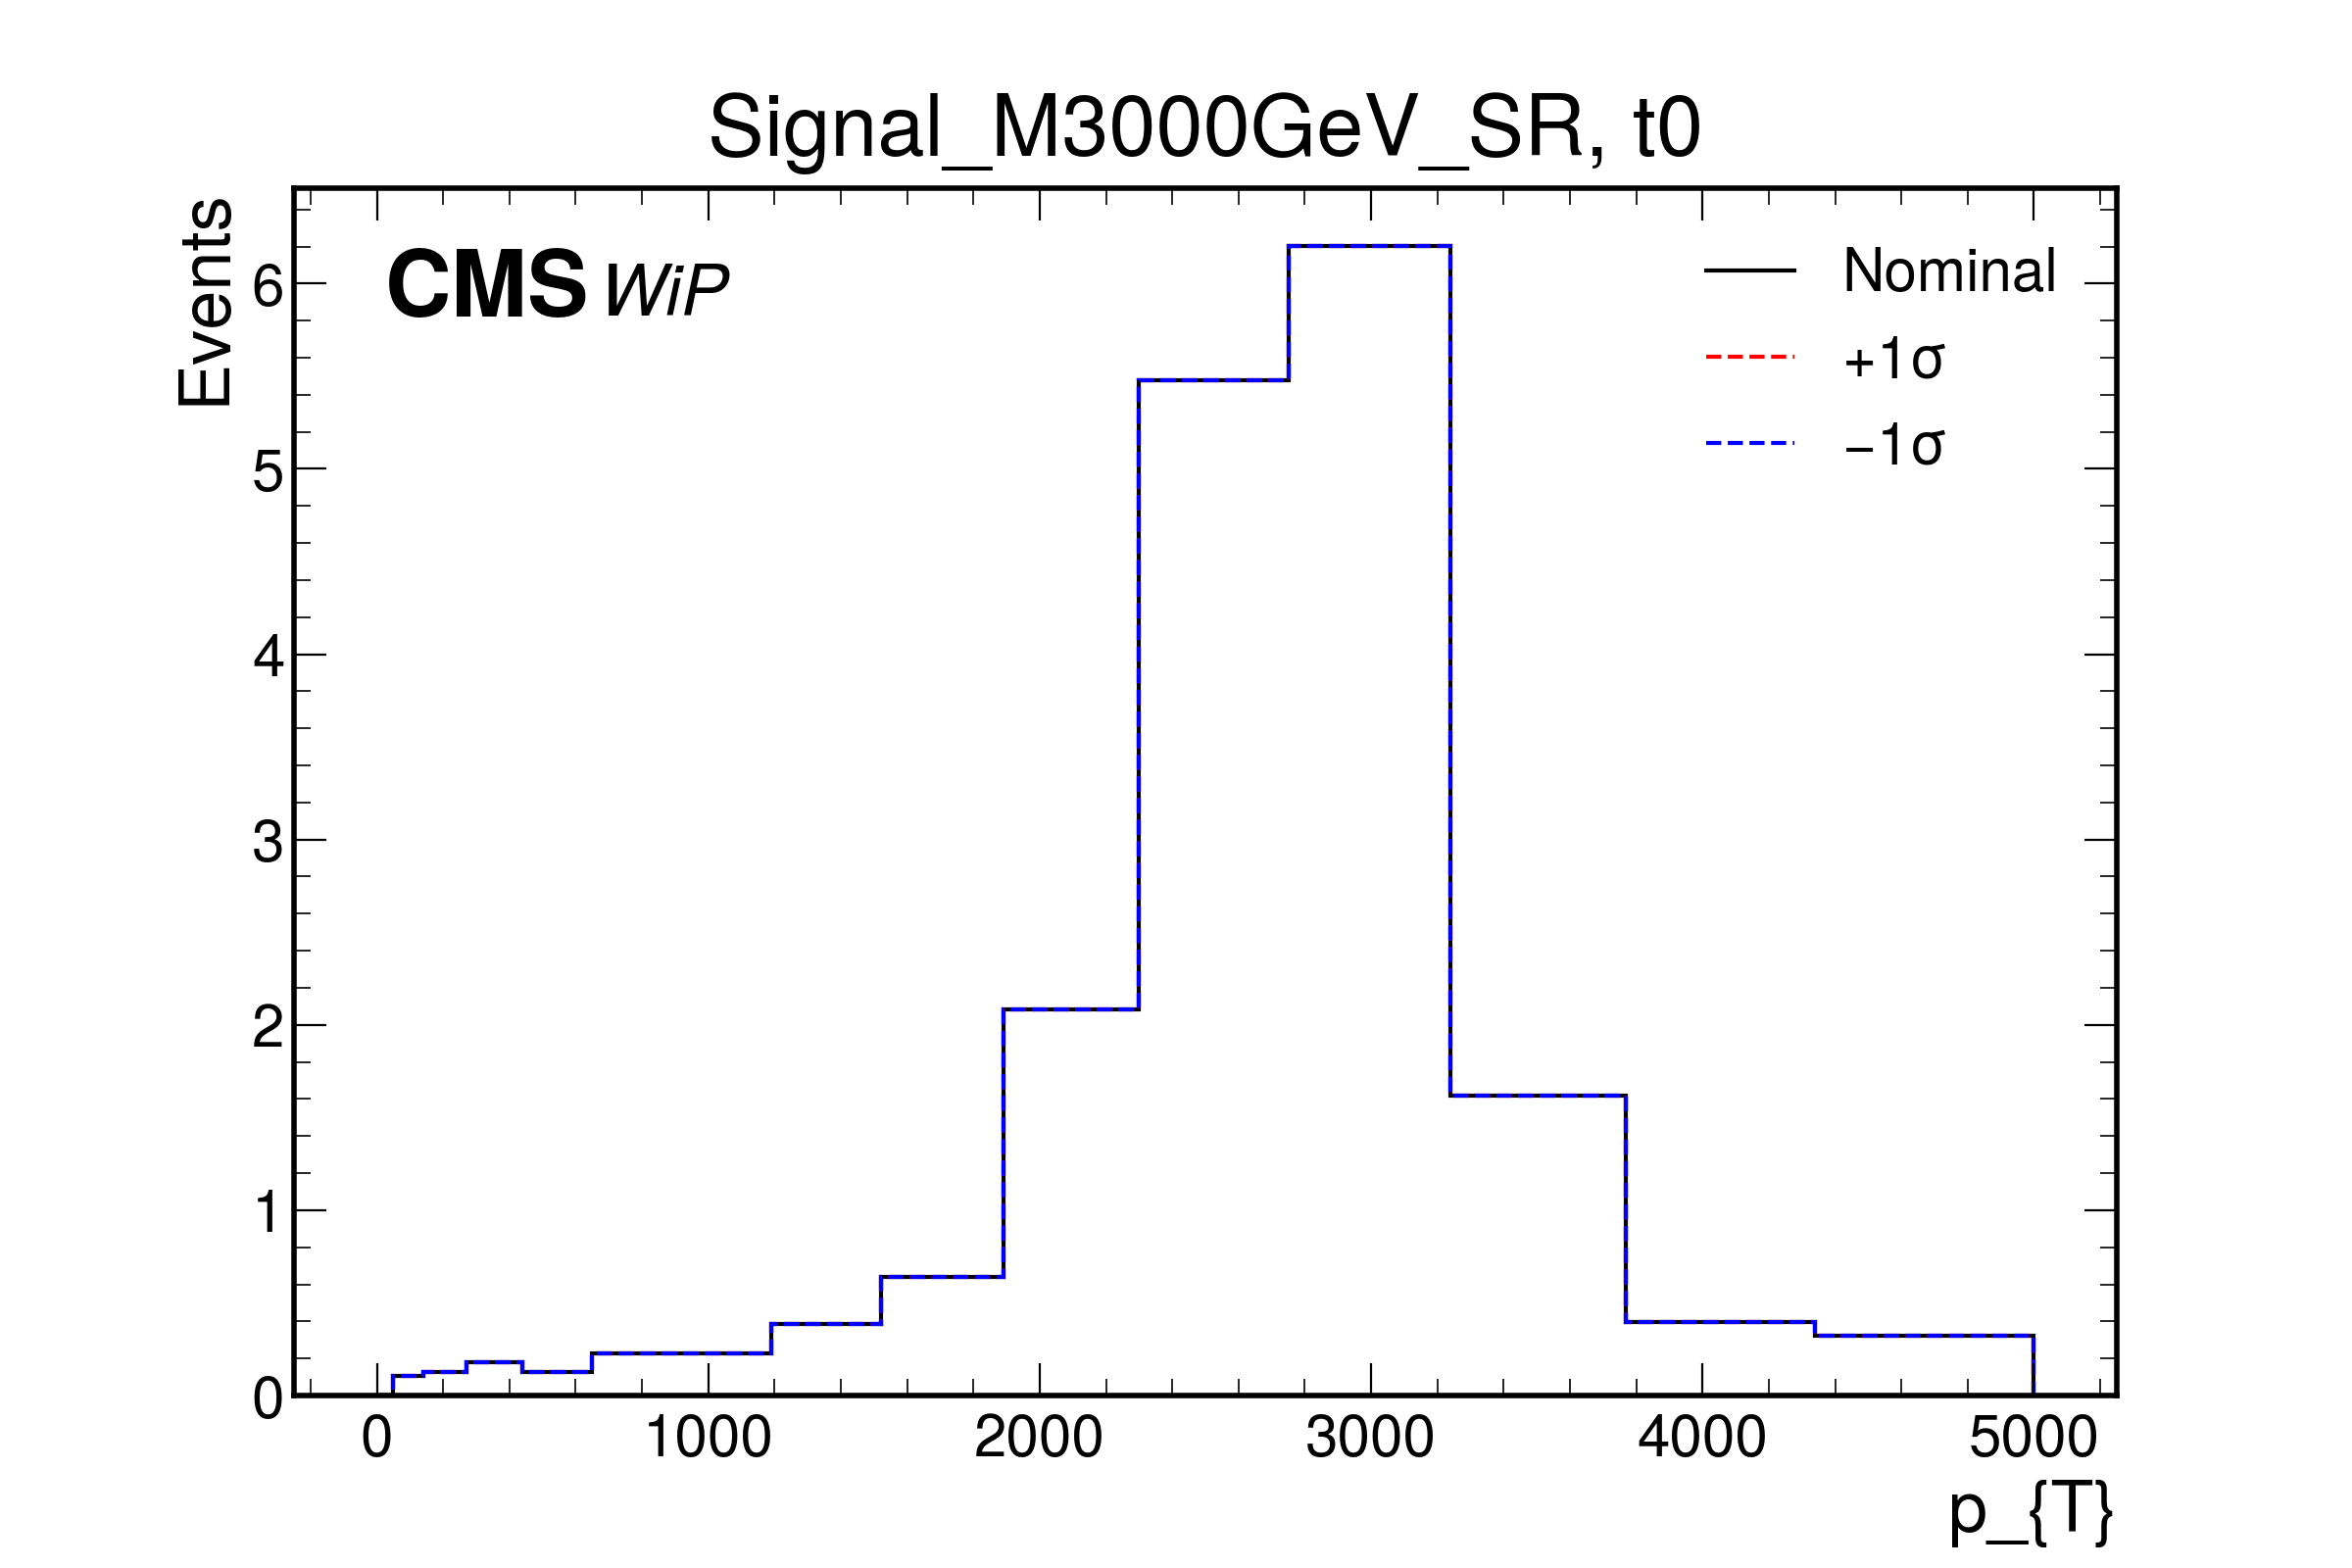 Signal_M3000GeV_SR, t0
Events
CMS WiP
Nominal
+1σ
−1σ
6
5
4
3
2
1
0
0 1000 2000 3000 4000 5000
p_{T}